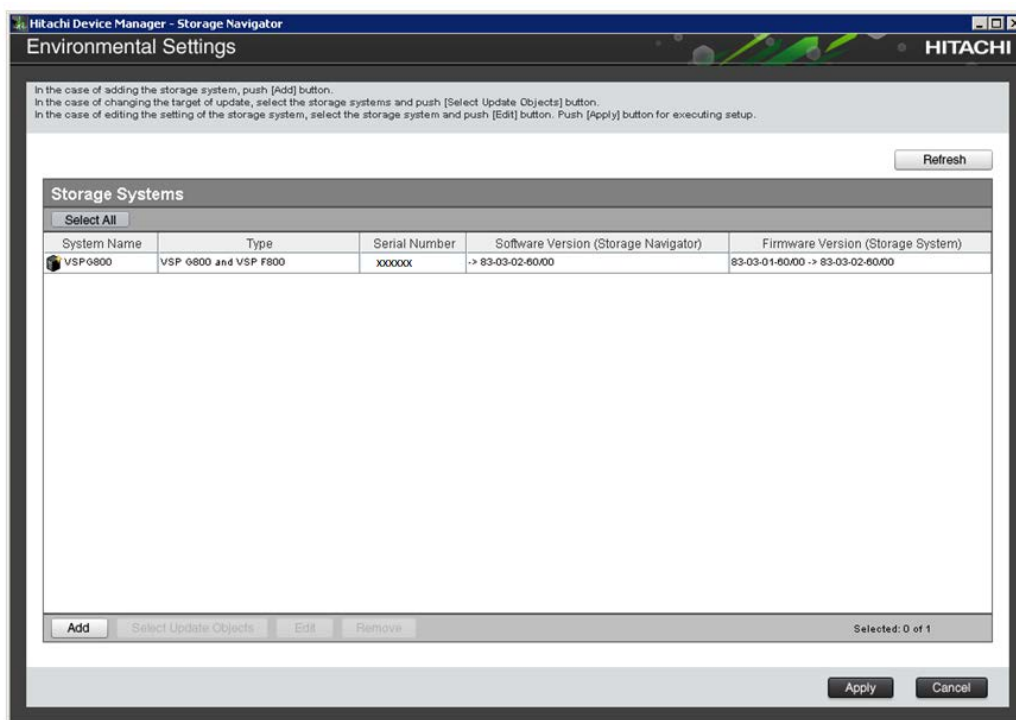 Hitachi Device Manager - Storage Navigator
Environmental Settings
HITACHI
In the case of adding the storage system, push [Add] button.
In the case of changing the target of update, select the storage systems and push [Select Update Objects] button.
In the case of editing the setting of the storage system, select the storage system and push [Edit] button. Push [Apply] button for executing setup.
Refresh
Storage Systems
Select All
System Name Type Serial Number Software Version (Storage Navigator) Firmware Version (Storage System)
VSPG800 VSP G800 and VSP F800 XXXXXX -> 83-03-02-60/00 83-03-01-60/00 -> 83-03-02-60/00
Add Select Update Objects Edit Remove Selected: 0 of 1
Apply Cancel